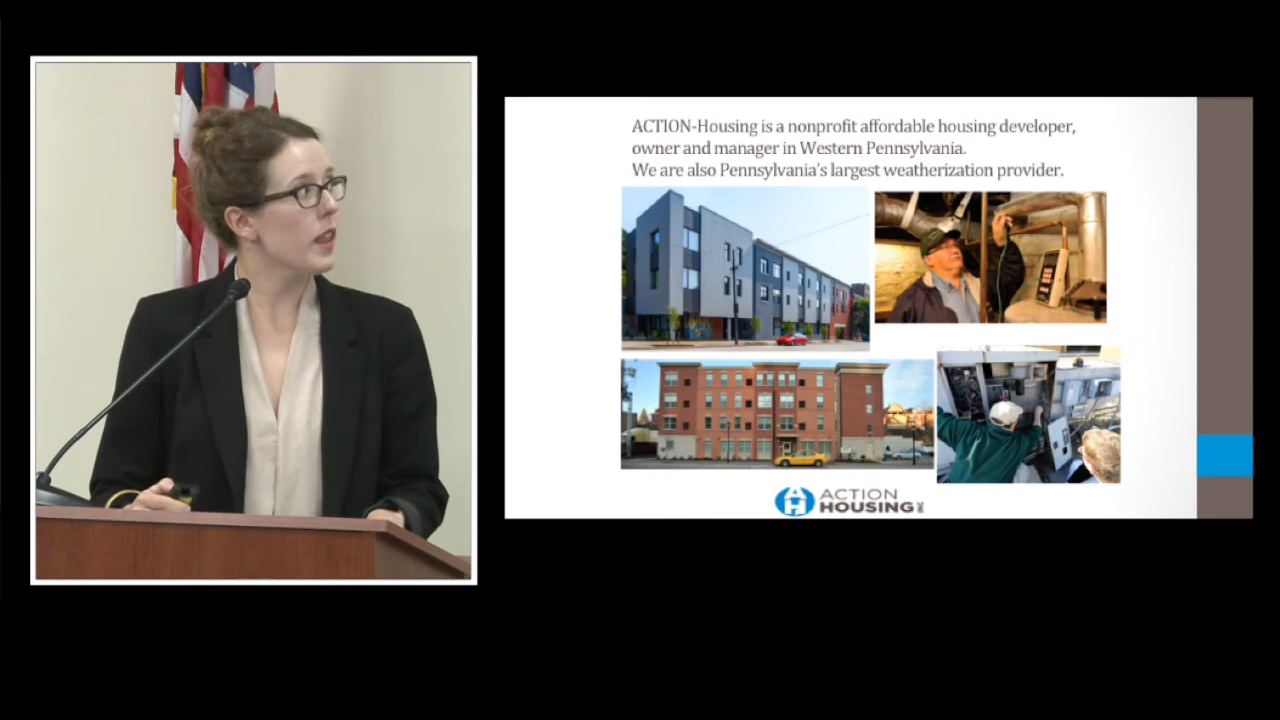 ACTION-Housing is a nonprofit affordable housing developer,
owner and manager in Western Pennsylvania.
We are also Pennsylvania's largest weatherization provider.
ACTION
HOUSING INC